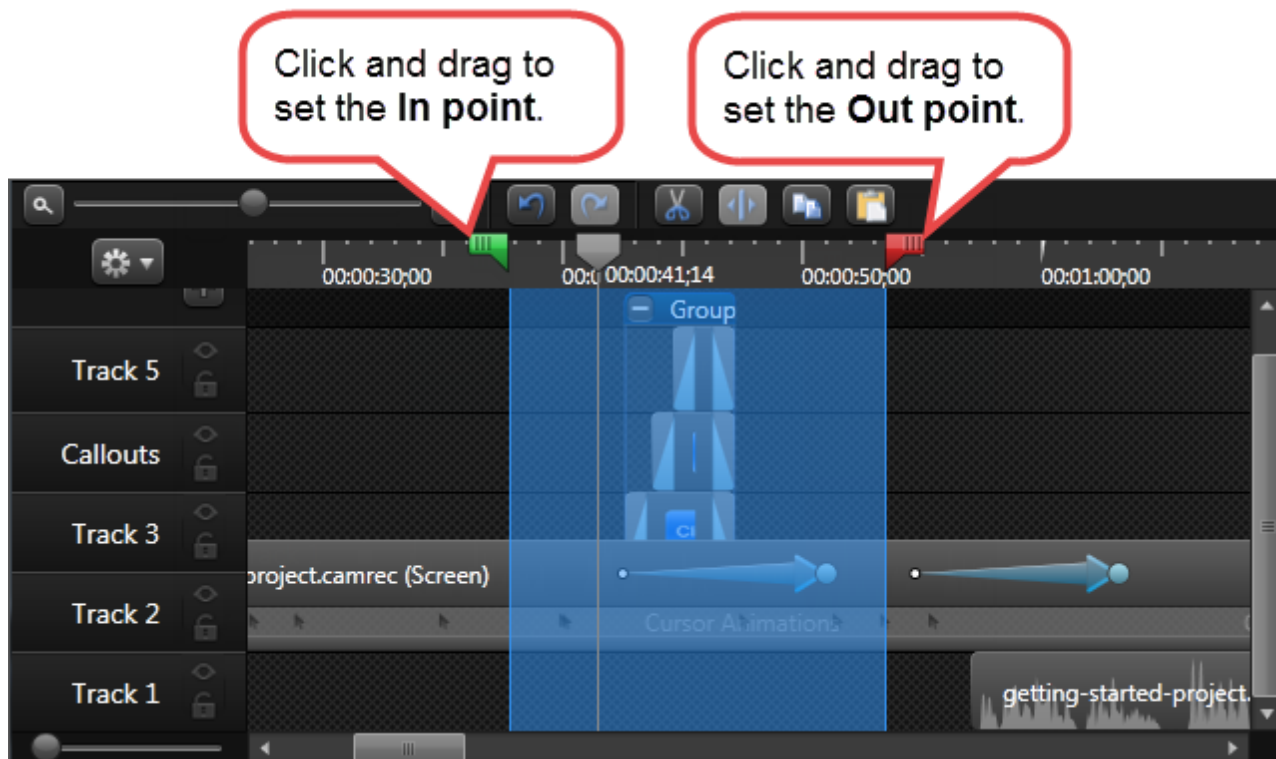 Click and drag to
set the In point.
Click and drag to
set the Out point.
00:00:30;00
00:00:41;14
00:00:50;00
00:01:00;00
Group
Track 5
Callouts
Track 3
project.camrec (Screen)
Track 2
Cursor Animations
Track 1
getting-started-project.